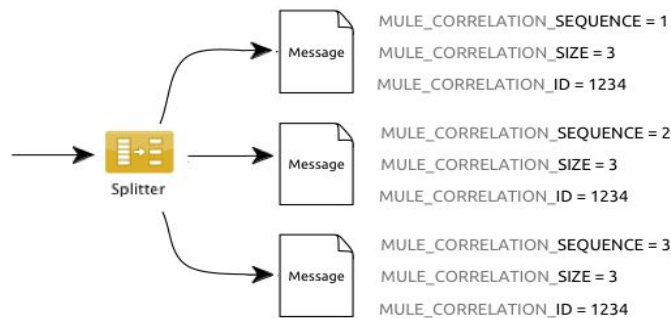 MULE_CORRELATION_SEQUENCE = 1
Message
MULE_CORRELATION_SIZE = 3
MULE_CORRELATION_ID = 1234
MULE_CORRELATION_SEQUENCE = 2
Message
MULE_CORRELATION_SIZE = 3
Splitter
MULE_CORRELATION_ID = 1234
MULE_CORRELATION_SEQUENCE = 3
Message
MULE_CORRELATION_SIZE = 3
MULE_CORRELATION_ID = 1234